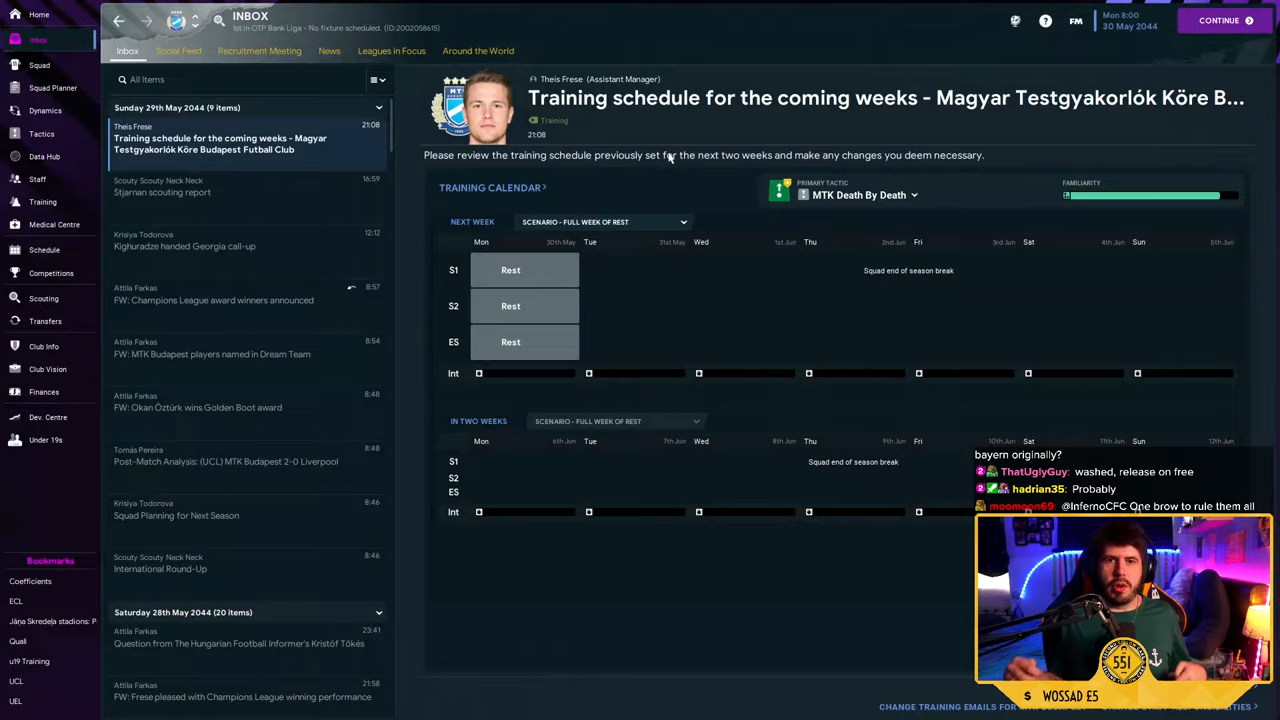 Home
INBOX
1st in OTP Bank Liga - No fixture scheduled. (ID:2002058615)
FM
Mon 8:00
30 May 2044
CONTINUE
Inbox
Squad
Squad Planner
Dynamics
Tactics
Data Hub
Staff
Training
Medical Centre
Schedule
Competitions
Scouting
Transfers
Club Info
Club Vision
Finances
Dev. Centre
Under 19s
Bookmarks
Coefficients
ECL
Jāņa Skredeļa stadions: P
Quali
u19 Training
UCL
UEL
Inbox
Social Feed
Recruitment Meeting
News
Leagues in Focus
Around the World
All Items
Sunday 29th May 2044 (9 items)
Theis Frese
21:08
Training schedule for the coming weeks - Magyar
Testgyakorlók Köre Budapest Futball Club
Scouty Scouty Neck Neck
16:59
Stjarnan scouting report
Krisiya Todorova
12:12
Kighuradze handed Georgia call-up
Attila Farkas
8:57
FW: Champions League award winners announced
Attila Farkas
8:54
FW: MTK Budapest players named in Dream Team
Attila Farkas
8:48
FW: Okan Öztürk wins Golden Boot award
Tomás Pereira
8:48
Post-Match Analysis: (UCL) MTK Budapest 2-0 Liverpool
Krisiya Todorova
8:46
Squad Planning for Next Season
Scouty Scouty Neck Neck
8:46
International Round-Up
Saturday 28th May 2044 (20 items)
Attila Farkas
23:41
Question from The Hungarian Football Informer's Kristóf Tőkés
Attila Farkas
21:58
FW: Frese pleased with Champions League winning performance
Theis Frese (Assistant Manager)
Training schedule for the coming weeks - Magyar Testgyakorlók Köre B...
Training
21:08
Please review the training schedule previously set for the next two weeks and make any changes you deem necessary.
TRAINING CALENDAR
PRIMARY TACTIC
MTK Death By Death
FAMILIARITY
NEXT WEEK
SCENARIO - FULL WEEK OF REST
Mon 30th May Tue 31st May Wed 1st Jun Thu 2nd Jun Fri 3rd Jun Sat 4th Jun Sun 5th Jun
S1 Rest
Squad end of season break
S2 Rest
ES Rest
Int
IN TWO WEEKS
SCENARIO - FULL WEEK OF REST
Mon 6th Jun Tue 7th Jun Wed 8th Jun Thu 9th Jun Fri 10th Jun Sat 11th Jun Sun 12th Jun
S1
Squad end of season break
S2
ES
Int
bayern originally?
2 ThatUglyGuy: washed, release on free
2 hadrian35: Probably
moomoon69: @InfernoCFC One brow to rule them all
551
$ WOSSAD £5
CHANGE TRAINING EMAILS FOR